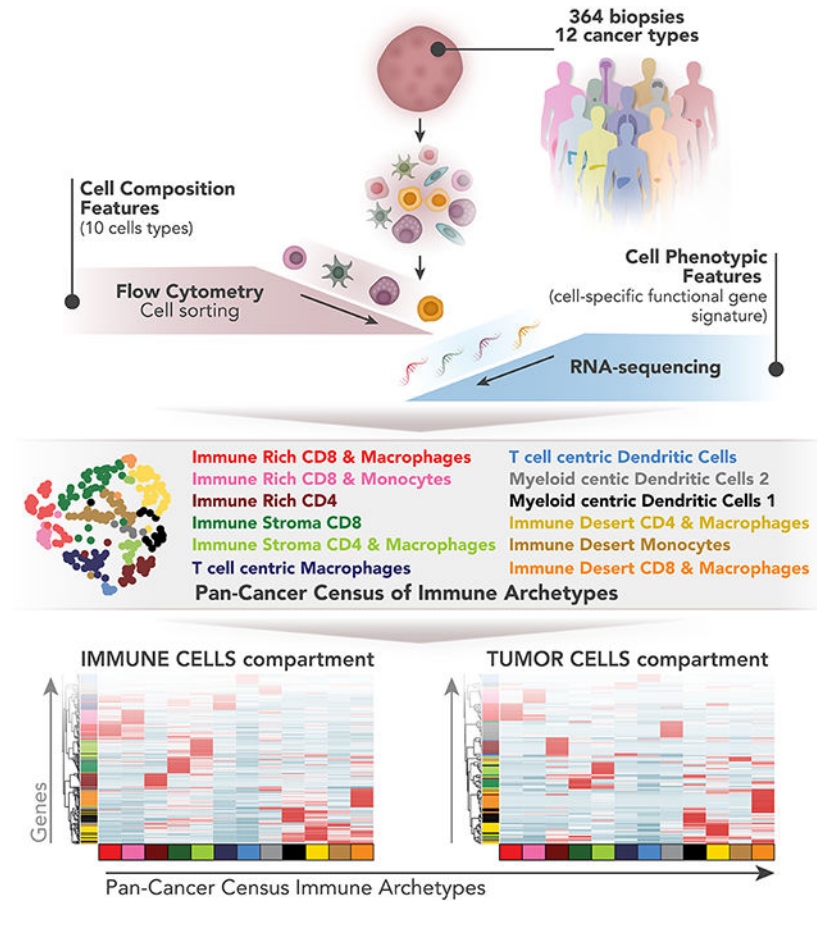 364 biopsies
12 cancer types
Cell Composition
Features
(10 cells types)
Flow Cytometry
Cell sorting
Cell Phenotypic
Features
(cell-specific functional gene
signature)
RNA-sequencing
Immune Rich CD8 & Macrophages
Immune Rich CD8 & Monocytes
Immune Rich CD4
Immune Stroma CD8
Immune Stroma CD4 & Macrophages
T cell centric Macrophages
T cell centric Dendritic Cells
Myeloid centic Dendritic Cells 2
Myeloid centric Dendritic Cells 1
Immune Desert CD4 & Macrophages
Immune Desert Monocytes
Immune Desert CD8 & Macrophages
Pan-Cancer Census of Immune Archetypes
IMMUNE CELLS compartment
TUMOR CELLS compartment
Genes
Pan-Cancer Census Immune Archetypes